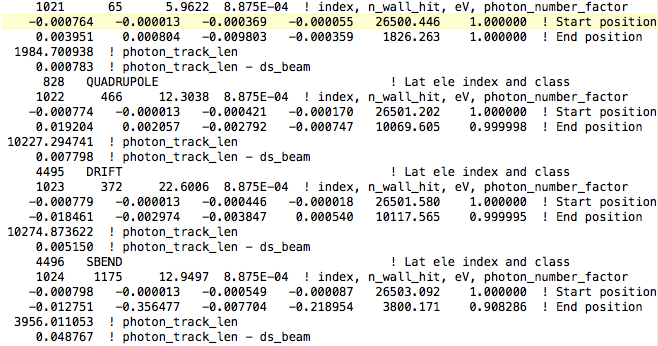 1021 65 5.9622 8.875E-04 ! index, n_wall_hit, eV, photon_number_factor
-0.000764 -0.000013 -0.000369 -0.000055 26500.446 1.000000 ! Start position
0.003951 0.000804 -0.009803 -0.000359 1826.263 1.000000 ! End position
1984.700938 ! photon_track_len
0.000783 ! photon_track_len - ds_beam
828 QUADRUPOLE ! Lat ele index and class
1022 466 12.3038 8.875E-04 ! index, n_wall_hit, eV, photon_number_factor
-0.000774 -0.000013 -0.000421 -0.000170 26501.202 1.000000 ! Start position
0.019204 0.002057 -0.002792 -0.000747 10069.605 0.999998 ! End position
10227.294741 ! photon_track_len
0.007798 ! photon_track_len - ds_beam
4495 DRIFT ! Lat ele index and class
1023 372 22.6006 8.875E-04 ! index, n_wall_hit, eV, photon_number_factor
-0.000779 -0.000013 -0.000446 -0.000018 26501.580 1.000000 ! Start position
-0.018461 -0.002974 -0.003847 0.000540 10117.565 0.999995 ! End position
10274.873622 ! photon_track_len
0.005150 ! photon_track_len - ds_beam
4496 SBEND ! Lat ele index and class
1024 1175 12.9497 8.875E-04 ! index, n_wall_hit, eV, photon_number_factor
-0.000798 -0.000013 -0.000549 -0.000087 26503.092 1.000000 ! Start position
-0.012751 -0.356477 -0.007704 -0.218954 3800.171 0.908286 ! End position
3956.011053 ! photon_track_len
0.048767 ! photon_track_len - ds_beam